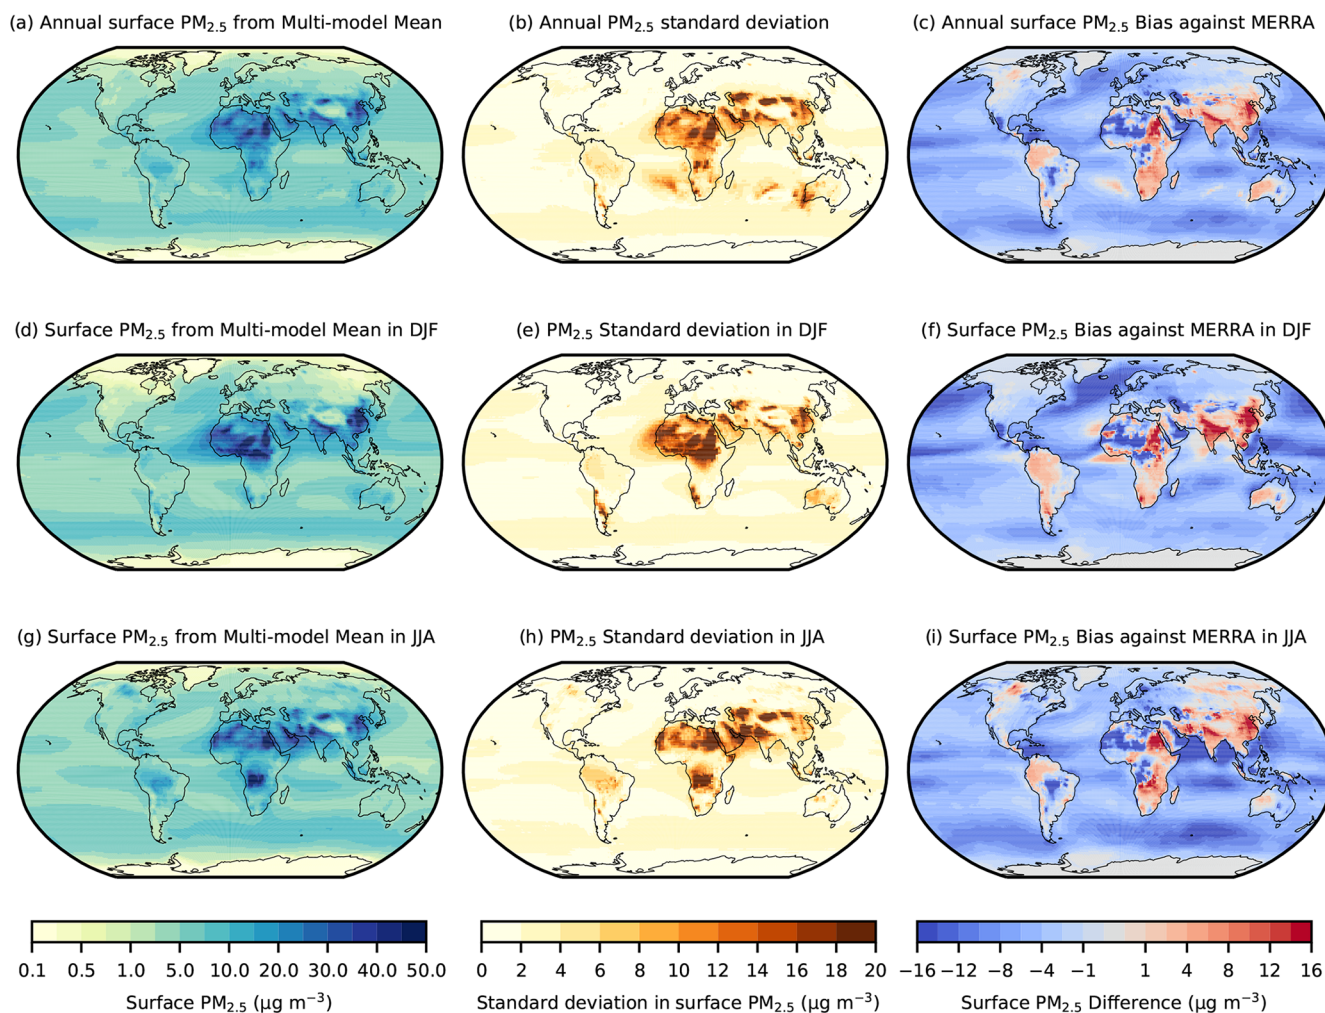 (a) Annual surface PM₂.₅ from Multi-model Mean
(b) Annual PM₂.₅ standard deviation
(c) Annual surface PM₂.₅ Bias against MERRA
(d) Surface PM₂.₅ from Multi-model Mean in DJF
(e) PM₂.₅ Standard deviation in DJF
(f) Surface PM₂.₅ Bias against MERRA in DJF
(g) Surface PM₂.₅ from Multi-model Mean in JJA
(h) PM₂.₅ Standard deviation in JJA
(i) Surface PM₂.₅ Bias against MERRA in JJA
0.1 0.5 1.0 5.0 10.0 20.0 30.0 40.0 50.0
Surface PM₂.₅ (μg m⁻³)
0 2 4 6 8 10 12 14 16 18 20
Standard deviation in surface PM₂.₅ (μg m⁻³)
−16 −12 −8 −4 −1 1 4 8 12 16
Surface PM₂.₅ Difference (μg m⁻³)